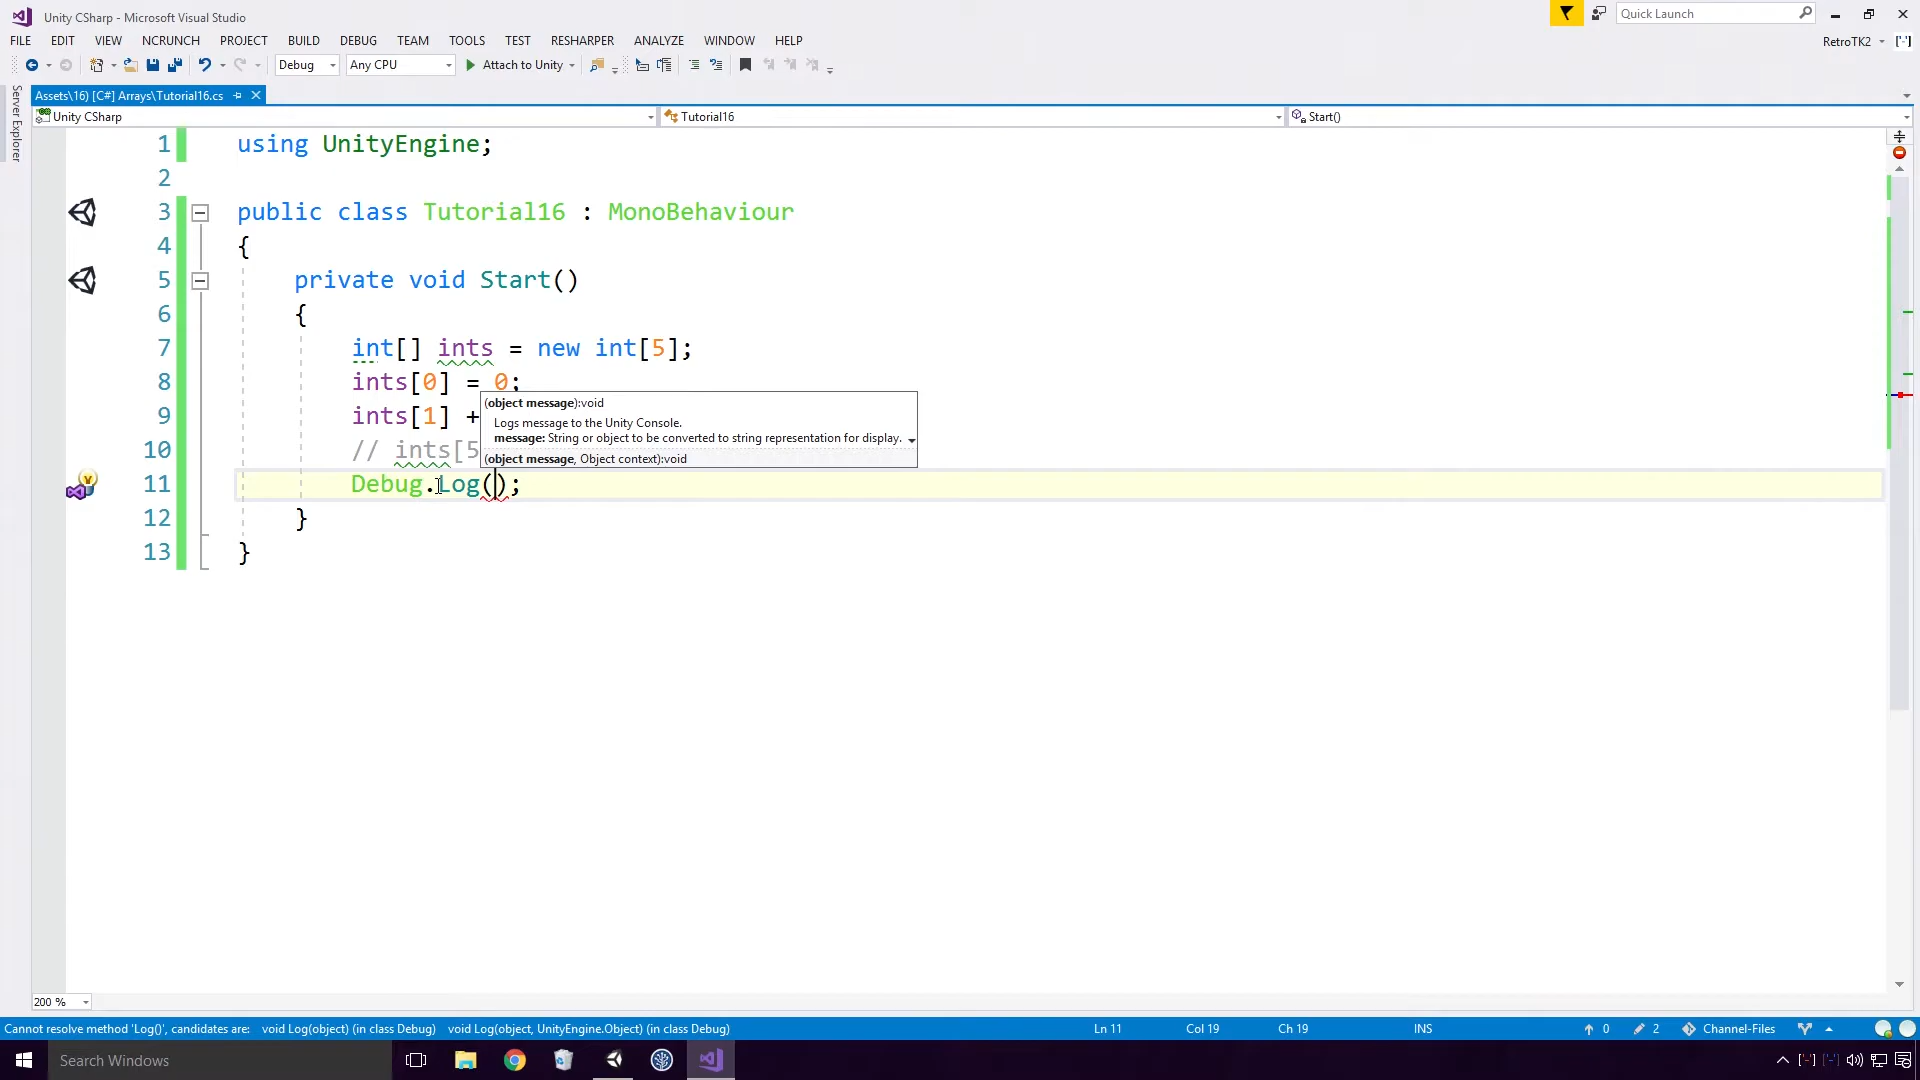 Unity CSharp - Microsoft Visual Studio
Quick Launch
FILE EDIT VIEW NCRUNCH PROJECT BUILD DEBUG TEAM TOOLS TEST RESHARPER ANALYZE WINDOW HELP
RetroTK2
Debug Any CPU Attach to Unity
Server Explorer
Assets\16) [C#] Arrays\Tutorial16.cs
Unity CSharp Tutorial16 Start()
1 using UnityEngine;
2
3 public class Tutorial16 : MonoBehaviour
4 {
5 private void Start()
6 {
7 int[] ints = new int[5];
8 ints[0] = 0;
9 ints[1] +
10 // ints[5
(object message):void
Logs message to the Unity Console.
message: String or object to be converted to string representation for display.
(object message, Object context):void
11 Debug.Log();
12 }
13 }
200 %
Cannot resolve method 'Log()', candidates are: void Log(object) (in class Debug) void Log(object, UnityEngine.Object) (in class Debug) Ln 11 Col 19 Ch 19 INS 0 2 Channel-Files
Search Windows